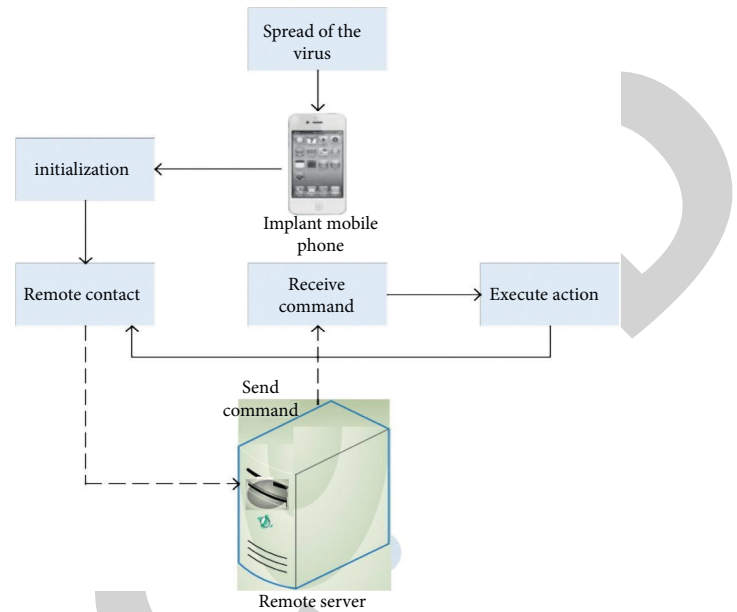 Spread of the
virus
initialization
Implant mobile
phone
Remote contact
Receive
command
Execute action
Send
command
Remote server